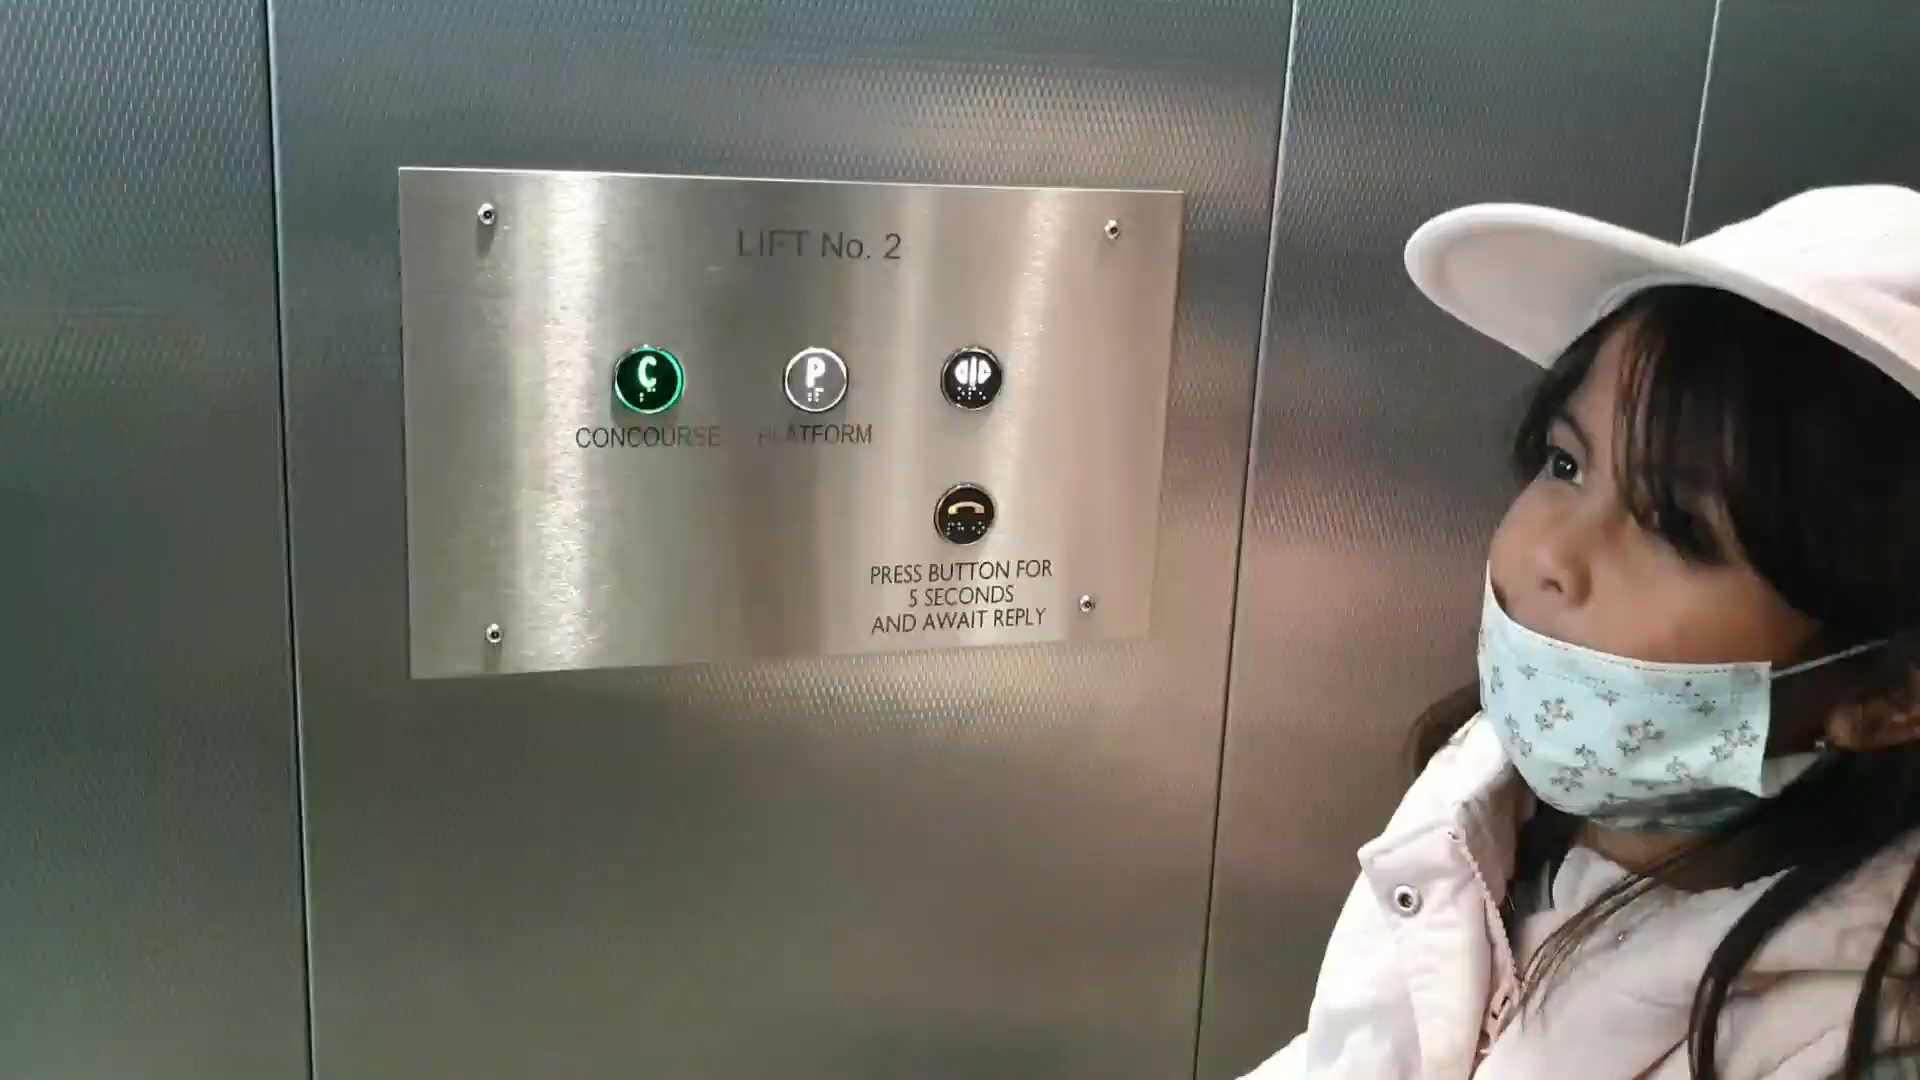 LIFT No. 2
C P
CONCOURSE PLATFORM
PRESS BUTTON FOR
5 SECONDS
AND AWAIT REPLY